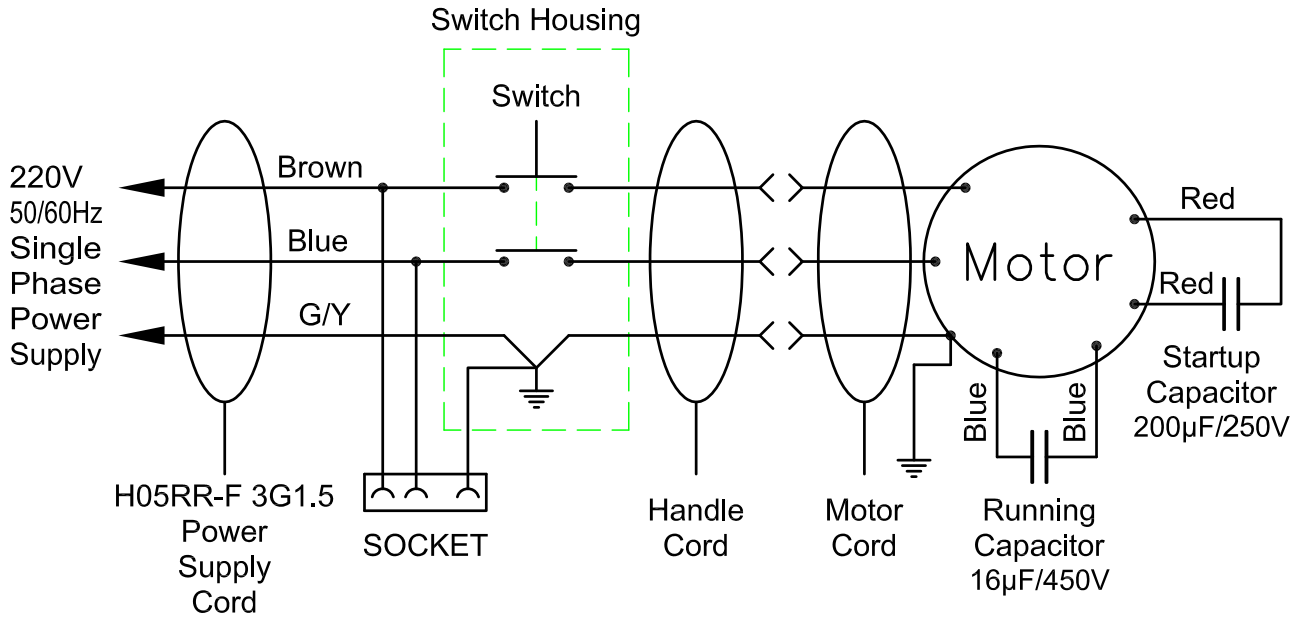 Switch Housing
Switch
220V
50/60Hz
Single
Phase
Power
Supply
Brown
Blue
G/Y
Motor
Red
Red
Startup
Capacitor
200µF/250V
Blue
Blue
H05RR-F 3G1.5
Power
Supply
Cord
SOCKET
Handle
Cord
Motor
Cord
Running
Capacitor
16µF/450V